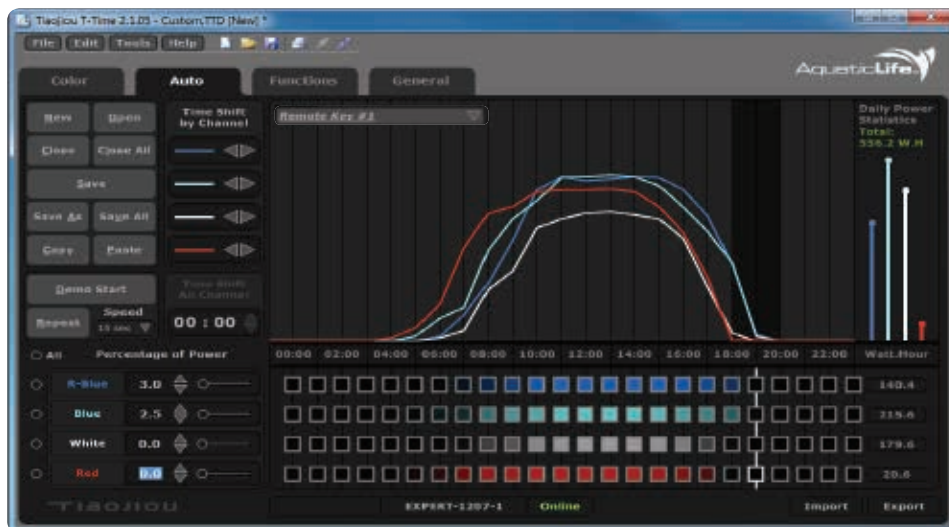 Tiaojiou T-Time 2.1.05 - Custom.TTD [New] *
File Edit Tools Help
AquaticLife
Color Auto Functions General
New Open Time Shift by Channel
Remote Key #1
Daily Power Statistics
Total:
556.2 W.H
Close Close All
Save
Save As Save All
Copy Paste
Demo Start Time Shift All Channel
Repeat Speed
15 sec 00 : 00
All Percentage of Power 00:00 02:00 04:00 06:00 08:00 10:00 12:00 14:00 16:00 18:00 20:00 22:00 Watt.Hour
R-Blue 3.0 140.4
Blue 2.5 215.6
White 0.0 179.6
Red 0.0 20.6
TIAOJIOU EXPERT-1207-1 Online Import Export